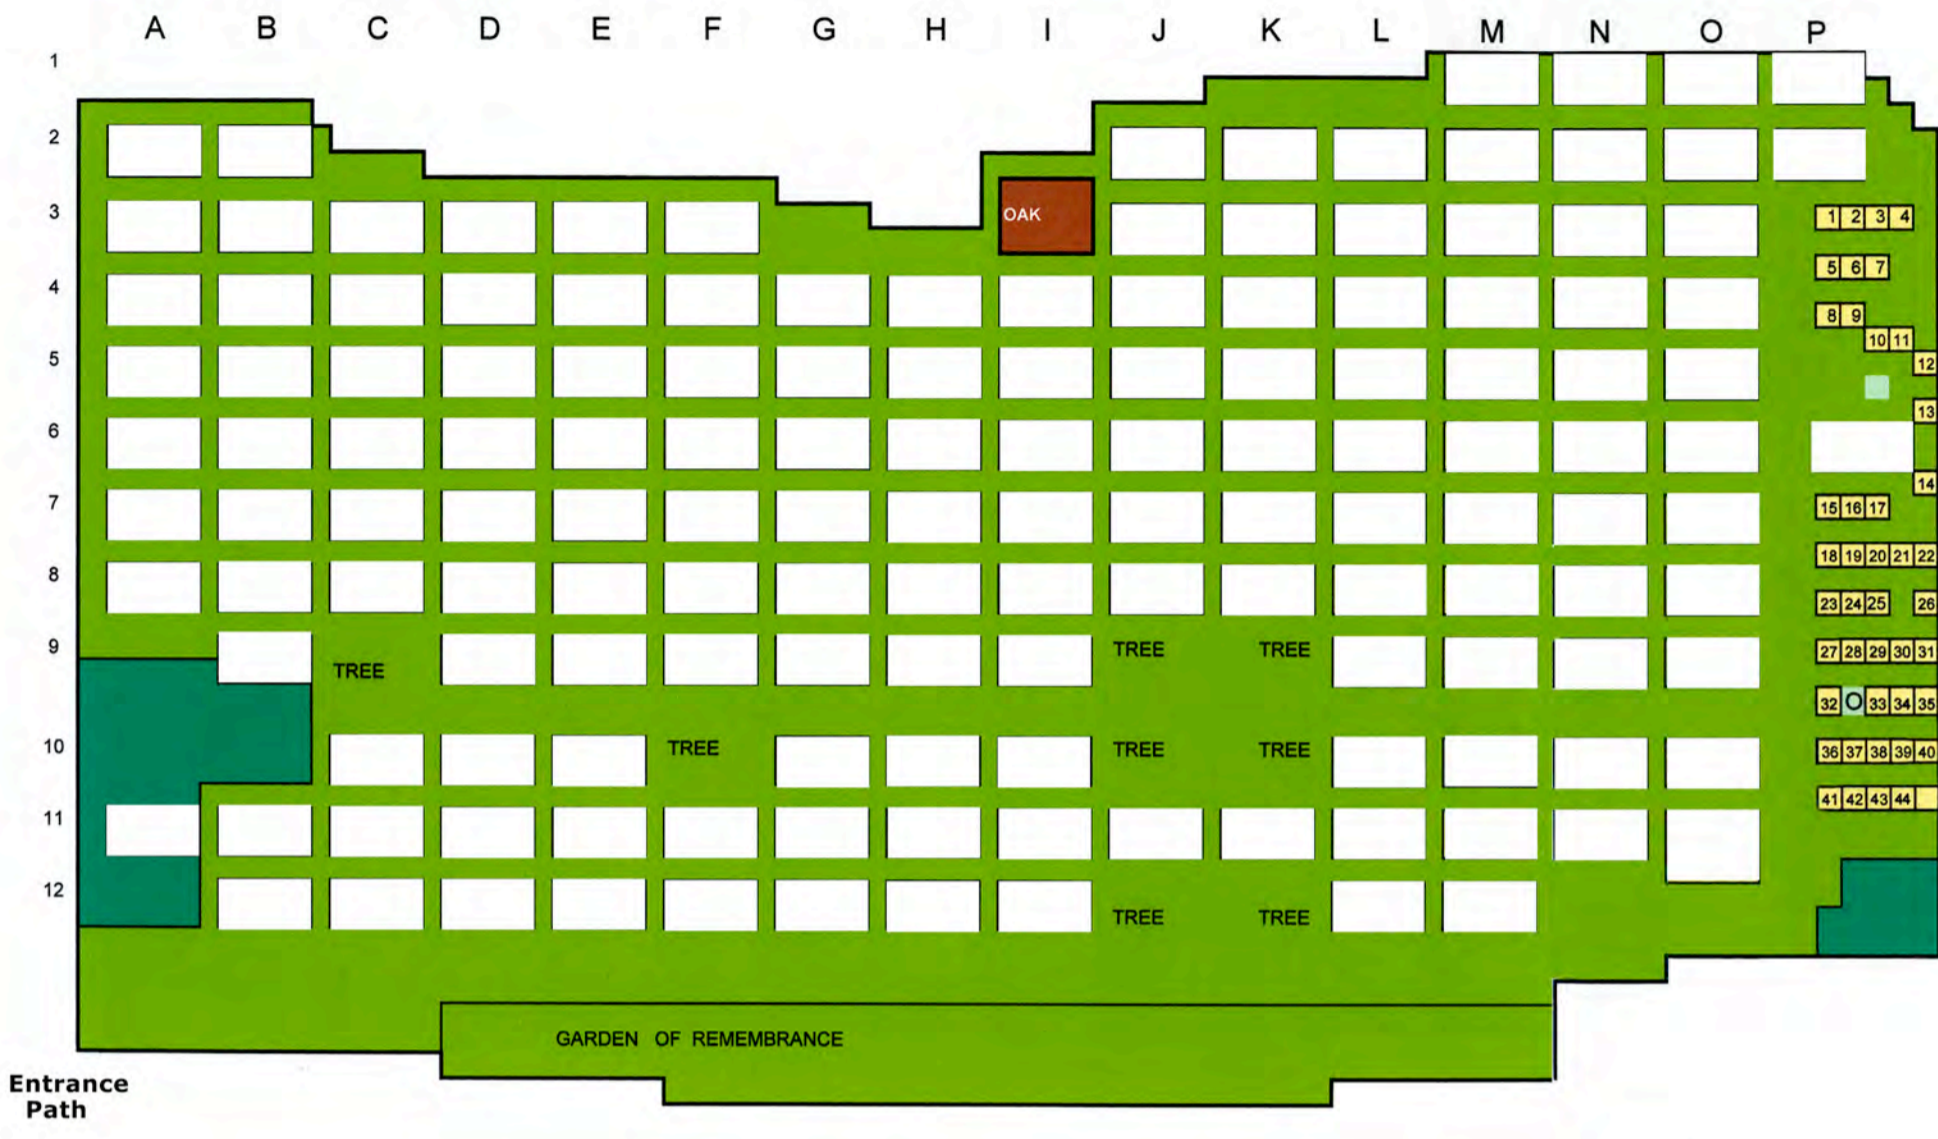 A B C D E F G H I J K L M N O P
1
2
3 OAK 1 2 3 4
5 6 7
4
8 9
10 11
5 12
13
6
14
7 15 16 17
18 19 20 21 22
8
23 24 25 26
9 TREE TREE 27 28 29 30 31
TREE
32 O 33 34 35
10 TREE TREE TREE 36 37 38 39 40
41 42 43 44
11
12
TREE TREE
GARDEN OF REMEMBRANCE
Entrance
Path